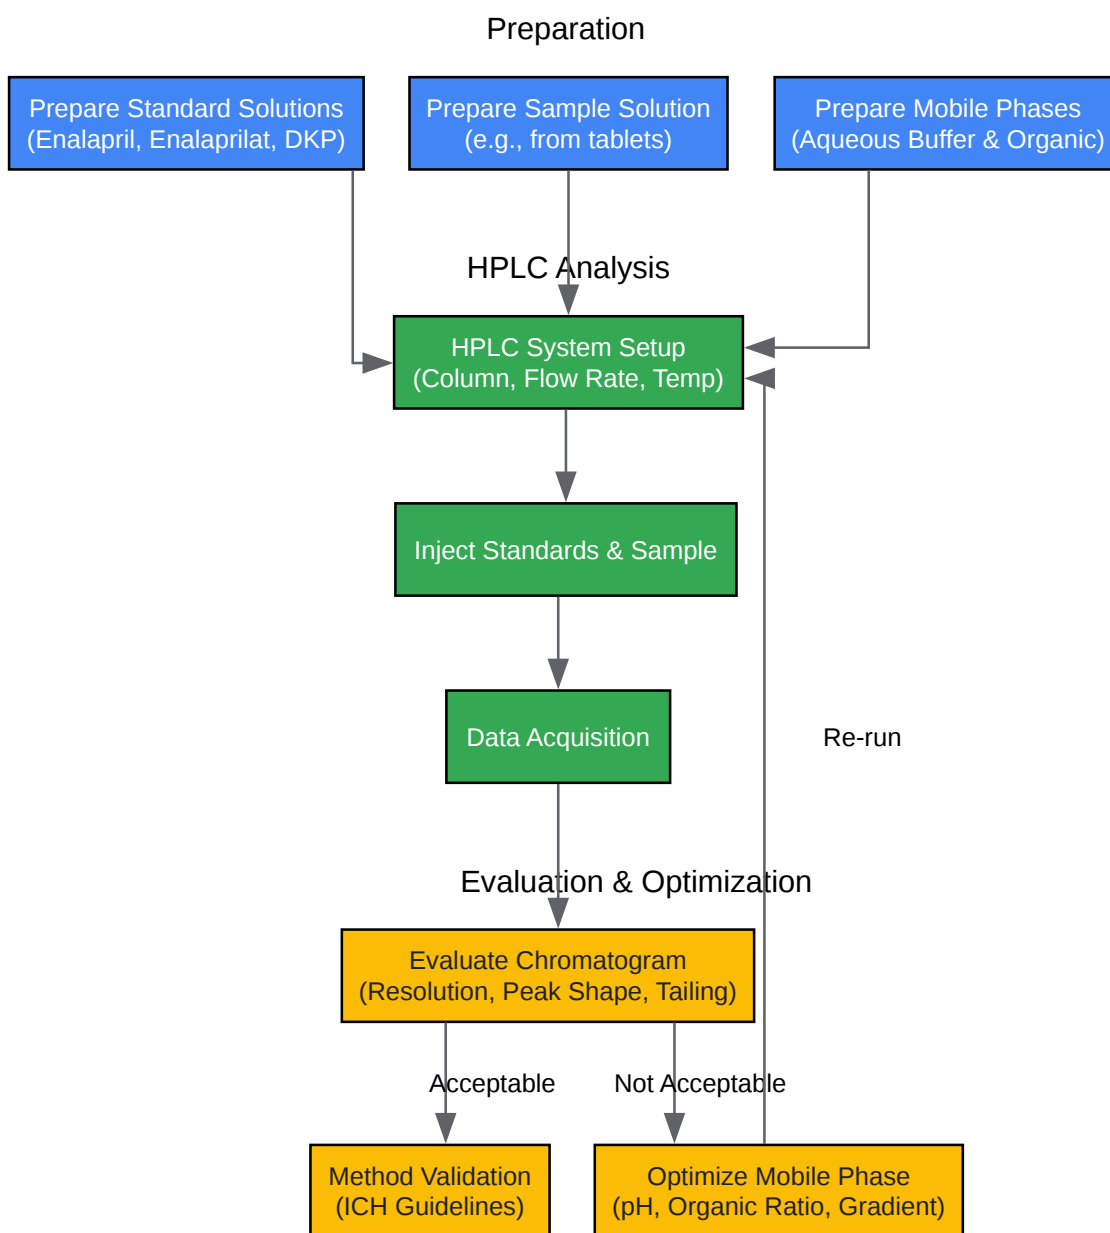 Preparation
Prepare Standard Solutions
(Enalapril, Enalaprilat, DKP)
Prepare Sample Solution
(e.g., from tablets)
Prepare Mobile Phases
(Aqueous Buffer & Organic)
HPLC Analysis
HPLC System Setup
(Column, Flow Rate, Temp)
Inject Standards & Sample
Data Acquisition
Re-run
Evaluation & Optimization
Evaluate Chromatogram
(Resolution, Peak Shape, Tailing)
Acceptable
Not Acceptable
Method Validation
(ICH Guidelines)
Optimize Mobile Phase
(pH, Organic Ratio, Gradient)